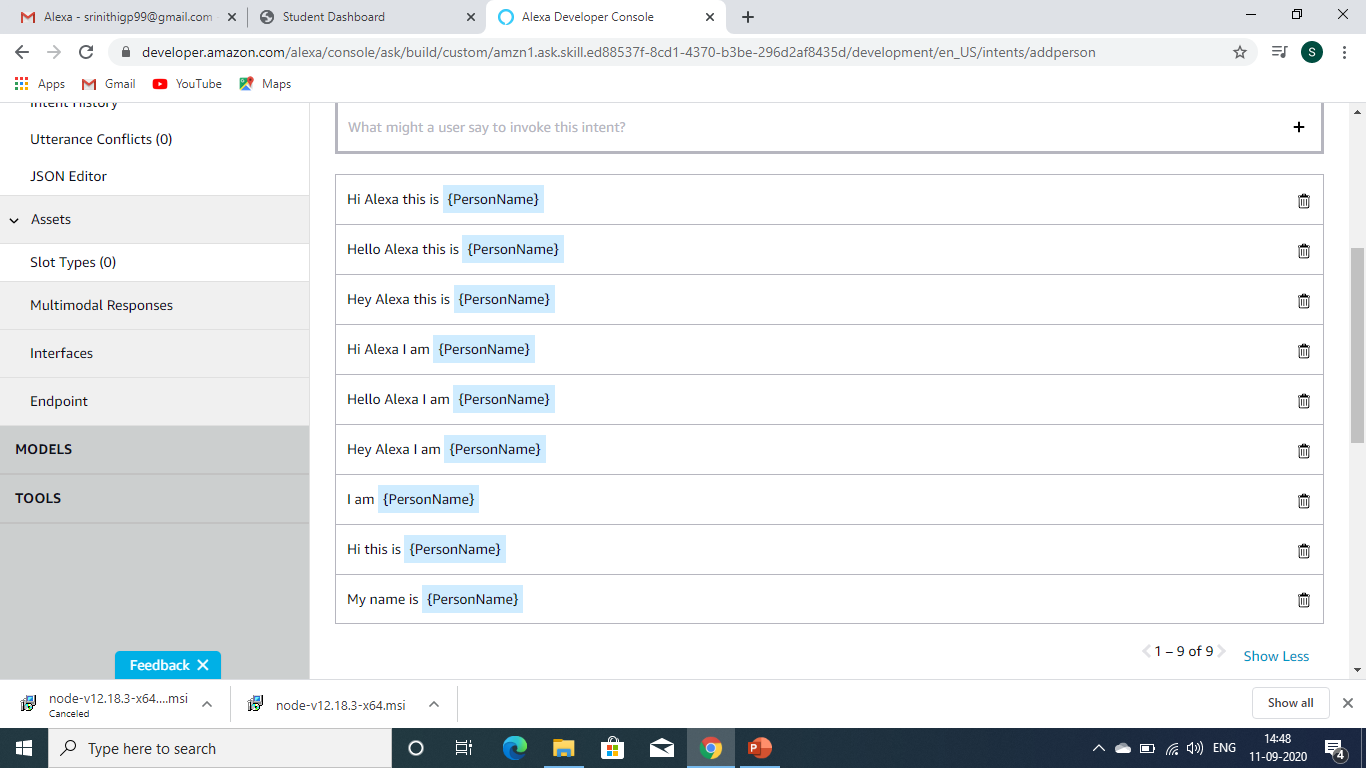 Alexa - srinithigp99@gmail.com
Student Dashboard
Alexa Developer Console
developer.amazon.com/alexa/console/ask/build/custom/amzn1.ask.skill.ed88537f-8cd1-4370-b3be-296d2af8435d/development/en_US/intents/addperson
S
Apps
Gmail
YouTube
Maps
Intent History
Utterance Conflicts (0)
JSON Editor
Assets
Slot Types (0)
Multimodal Responses
Interfaces
Endpoint
MODELS
TOOLS
Feedback
What might a user say to invoke this intent?
Hi Alexa this is {PersonName}
Hello Alexa this is {PersonName}
Hey Alexa this is {PersonName}
Hi Alexa I am {PersonName}
Hello Alexa I am {PersonName}
Hey Alexa I am {PersonName}
I am {PersonName}
Hi this is {PersonName}
My name is {PersonName}
1 – 9 of 9
Show Less
node-v12.18.3-x64....msi
Canceled
node-v12.18.3-x64.msi
Show all
Type here to search
ENG
14:48
11-09-2020
4